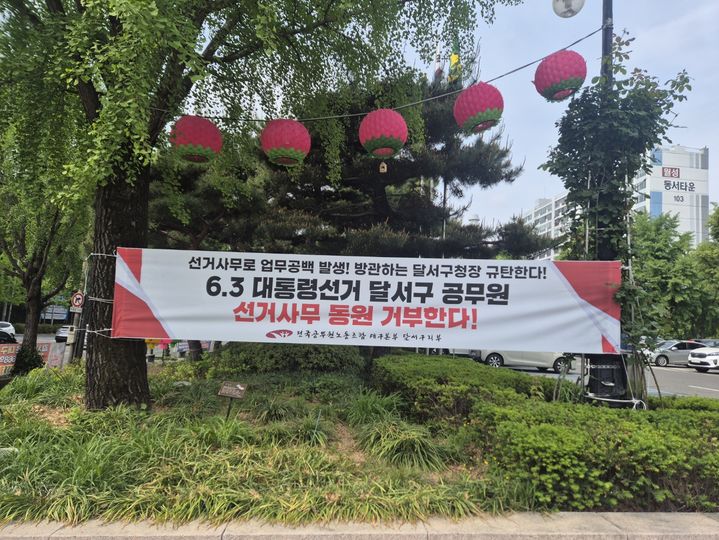 선거사무로 업무공백 발생! 방관하는 달서구청장 규탄한다!
6.3 대통령선거 달서구 공무원
선거사무 동원 거부한다!
전국공무원노동조합 대구본부 달서구지부
월성
동서타운
103